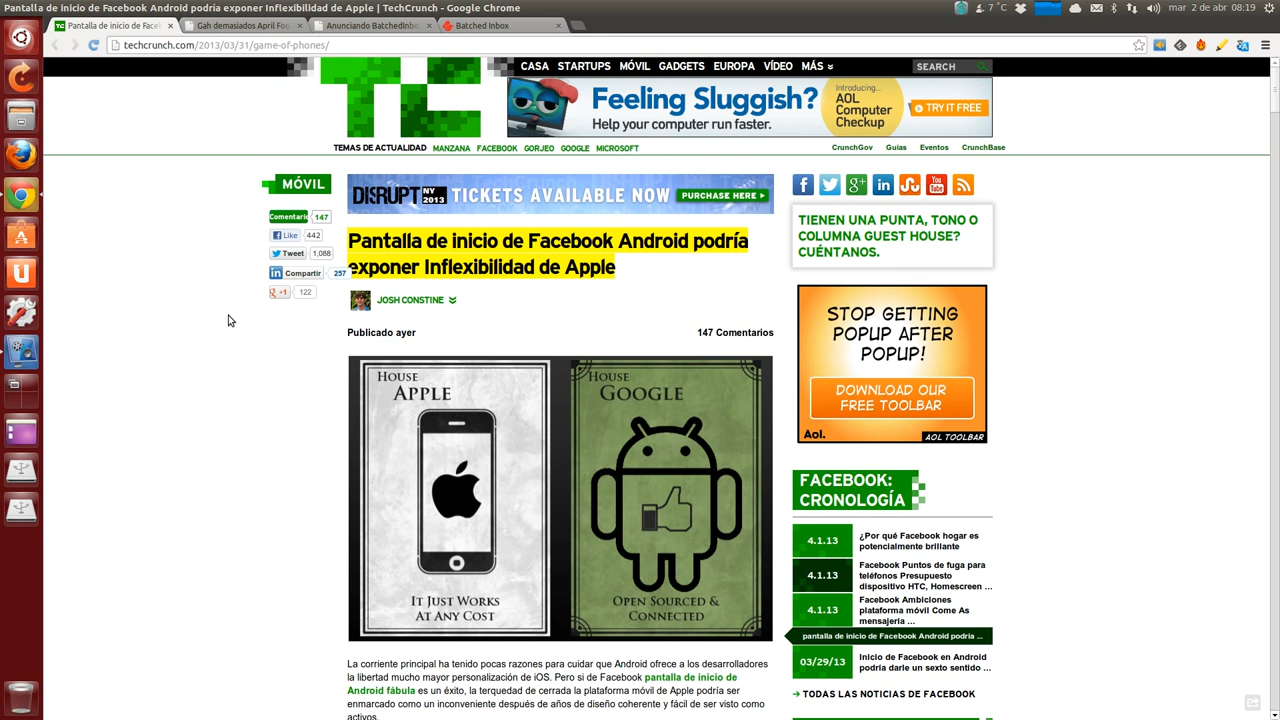 Pantalla de inicio de Facebook Android podría exponer Inflexibilidad de Apple | TechCrunch - Google Chrome
7 °C
mar 2 de abr 08:19
Pantalla de inicio de Facel
Gah demasiados April Foo
Anunciando BatchedInbo
Batched Inbox
techcrunch.com/2013/03/31/game-of-phones/
CASA STARTUPS MÓVIL GADGETS EUROPA VÍDEO MÁS
SEARCH
TC
Feeling Sluggish?
Help your computer run faster.
Introducing...
AOL
Computer
Checkup
TRY IT FREE
TEMAS DE ACTUALIDAD MANZANA FACEBOOK GORJEO GOOGLE MICROSOFT
CrunchGov Guías Eventos CrunchBase
MÓVIL
Comentario 147
Like 442
Tweet 1,088
Compartir 257
+1 122
DISRUPT NY 2013 TICKETS AVAILABLE NOW PURCHASE HERE
Pantalla de inicio de Facebook Android podría
exponer Inflexibilidad de Apple
JOSH CONSTINE
Publicado ayer 147 Comentarios
HOUSE
APPLE
IT JUST WORKS
AT ANY COST
HOUSE
GOOGLE
OPEN SOURCED &
CONNECTED
La corriente principal ha tenido pocas razones para cuidar que Android ofrece a los desarrolladores
la libertad mucho mayor personalización de iOS. Pero si de Facebook pantalla de inicio de
Android fábula es un éxito, la terquedad de cerrada la plataforma móvil de Apple podría ser
enmarcado como un inconveniente después de años de diseño coherente y fácil de ser visto como
activos.
You Tube
TIENEN UNA PUNTA, TONO O
COLUMNA GUEST HOUSE?
CUÉNTANOS.
STOP GETTING
POPUP AFTER
POPUP!
DOWNLOAD OUR
FREE TOOLBAR
Aol. AOL TOOLBAR
FACEBOOK:
CRONOLOGÍA
4.1.13 ¿Por qué Facebook hogar es
potencialmente brillante
4.1.13 Facebook Puntos de fuga para
teléfonos Presupuesto
dispositivo HTC, Homescreen ...
4.1.13 Facebook Ambiciones
plataforma móvil Come As
mensajería ...
pantalla de inicio de Facebook Android podría ...
03/29/13 Inicio de Facebook en Android
podría darle un sexto sentido ...
TODAS LAS NOTICIAS DE FACEBOOK